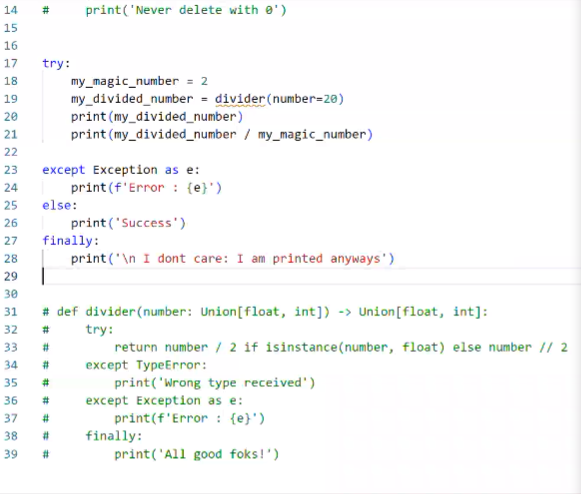 14 #     print('Never delete with 0')
15
16
17 try:
18     my_magic_number = 2
19     my_divided_number = divider(number=20)
20     print(my_divided_number)
21     print(my_divided_number / my_magic_number)
22
23 except Exception as e:
24     print(f'Error : {e}')
25 else:
26     print('Success')
27 finally:
28     print('\n I dont care: I am printed anyways')
29
30
31 # def divider(number: Union[float, int]) -> Union[float, int]:
32 #     try:
33 #         return number / 2 if isinstance(number, float) else number // 2
34 #     except TypeError:
35 #         print('Wrong type received')
36 #     except Exception as e:
37 #         print(f'Error : {e}')
38 #     finally:
39 #         print('All good foks!')